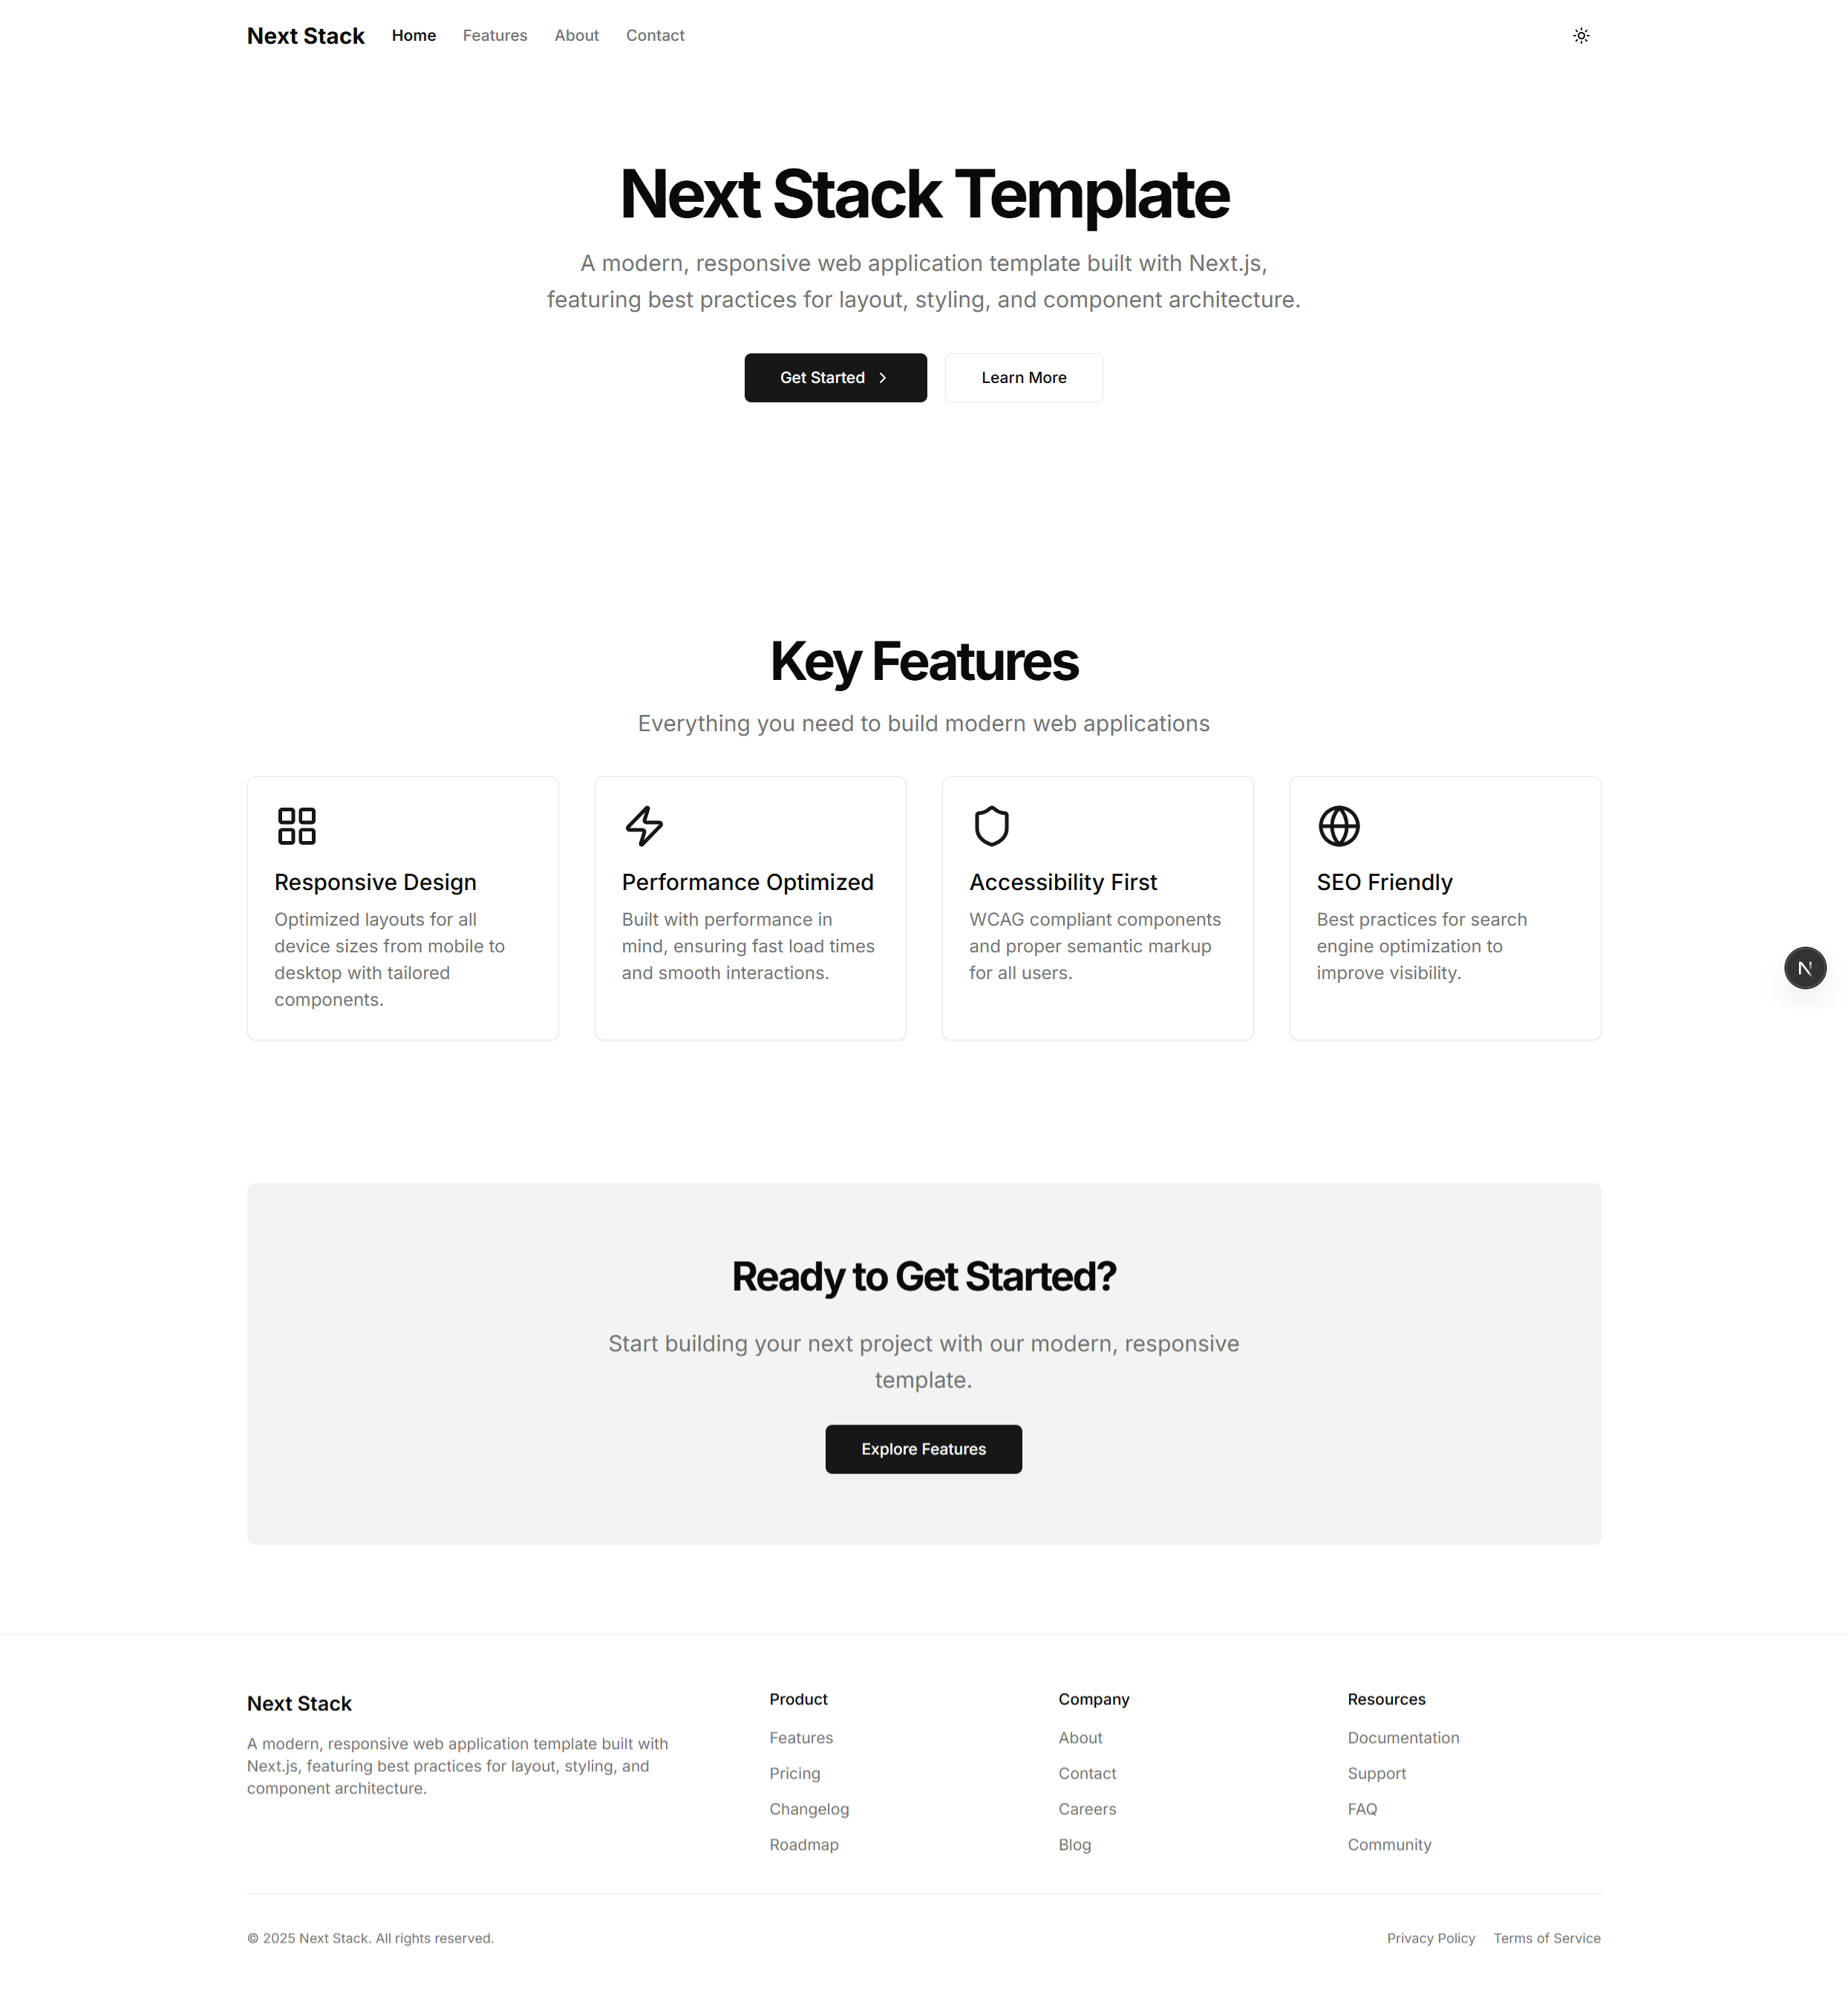 Next Stack Home Features About Contact
Next Stack Template
A modern, responsive web application template built with Next.js,
featuring best practices for layout, styling, and component architecture.
Get Started Learn More
Key Features
Everything you need to build modern web applications
Responsive Design
Optimized layouts for all
device sizes from mobile to
desktop with tailored
components.
Performance Optimized
Built with performance in
mind, ensuring fast load times
and smooth interactions.
Accessibility First
WCAG compliant components
and proper semantic markup
for all users.
SEO Friendly
Best practices for search
engine optimization to
improve visibility.
N
Ready to Get Started?
Start building your next project with our modern, responsive
template.
Explore Features
Next Stack
A modern, responsive web application template built with
Next.js, featuring best practices for layout, styling, and
component architecture.
Product
Features
Pricing
Changelog
Roadmap
Company
About
Contact
Careers
Blog
Resources
Documentation
Support
FAQ
Community
© 2025 Next Stack. All rights reserved.
Privacy Policy Terms of Service